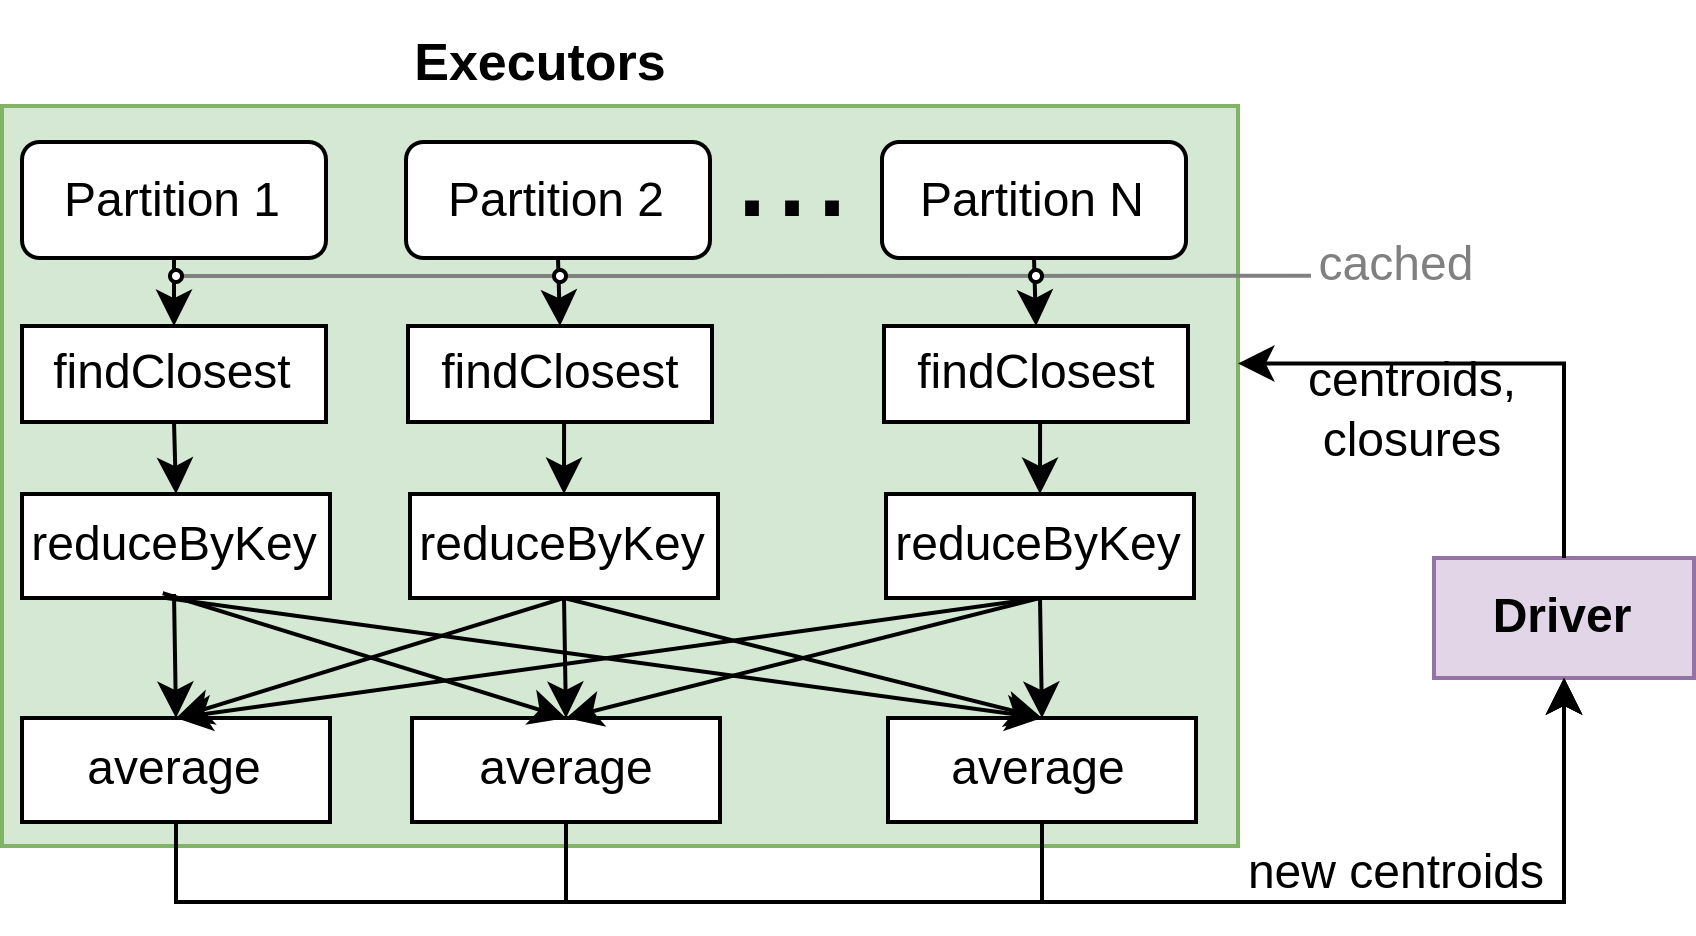 Executors
Partition 1
Partition 2
...
Partition N
cached
findClosest
findClosest
findClosest
centroids,
closures
reduceByKey
reduceByKey
reduceByKey
Driver
average
average
average
new centroids